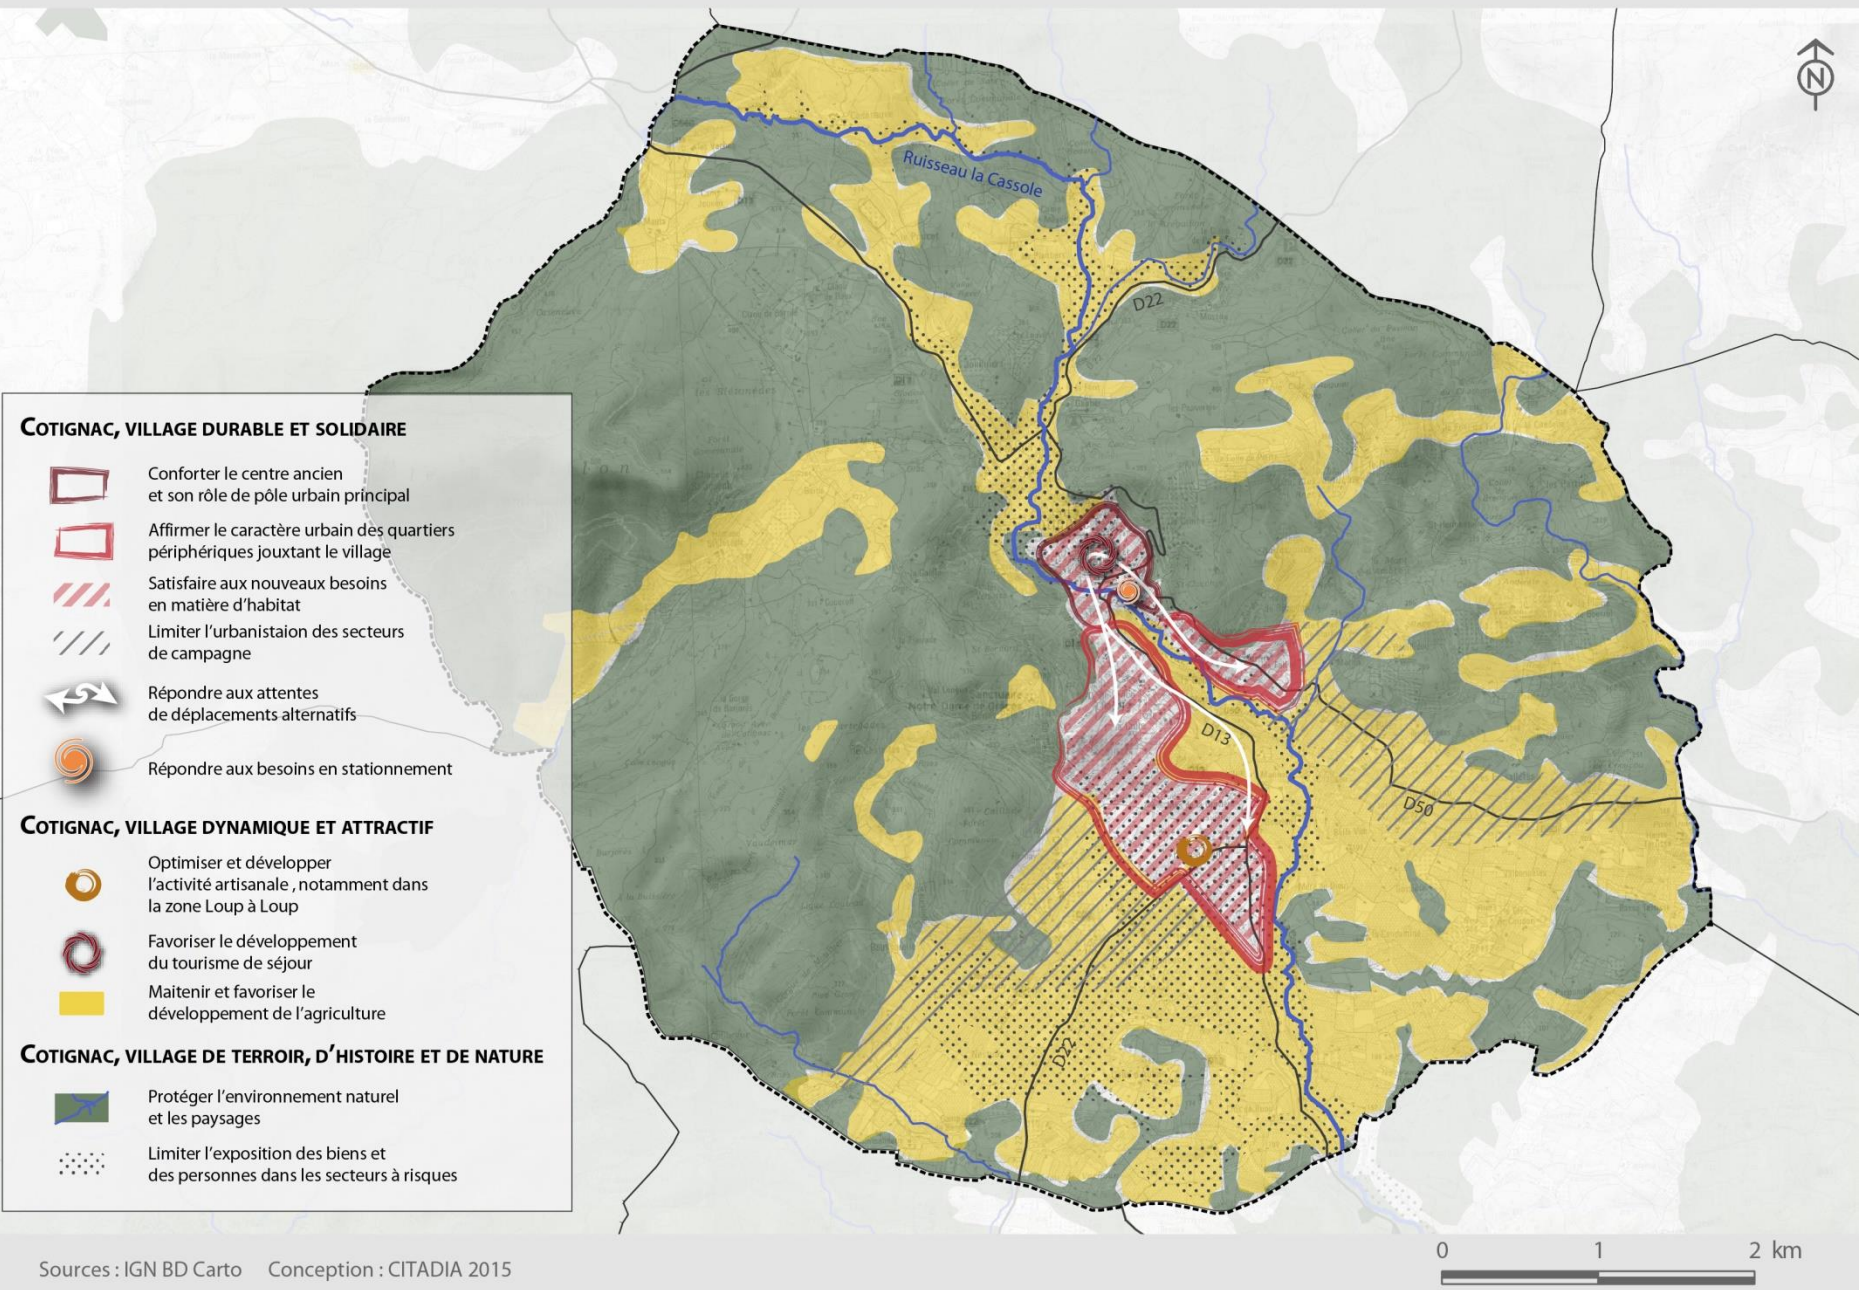 N
Ruisseau la Cassole
D22
D13
D50
D22
COTIGNAC, VILLAGE DURABLE ET SOLIDAIRE
Conforter le centre ancien
et son rôle de pôle urbain principal
Affirmer le caractère urbain des quartiers
périphériques jouxtant le village
Satisfaire aux nouveaux besoins
en matière d'habitat
Limiter l'urbanistaion des secteurs
de campagne
Répondre aux attentes
de déplacements alternatifs
Répondre aux besoins en stationnement
COTIGNAC, VILLAGE DYNAMIQUE ET ATTRACTIF
Optimiser et développer
l'activité artisanale , notamment dans
la zone Loup à Loup
Favoriser le développement
du tourisme de séjour
Maitenir et favoriser le
développement de l'agriculture
COTIGNAC, VILLAGE DE TERROIR, D'HISTOIRE ET DE NATURE
Protéger l'environnement naturel
et les paysages
Limiter l'exposition des biens et
des personnes dans les secteurs à risques
Sources : IGN BD Carto Conception : CITADIA 2015
0 1 2 km